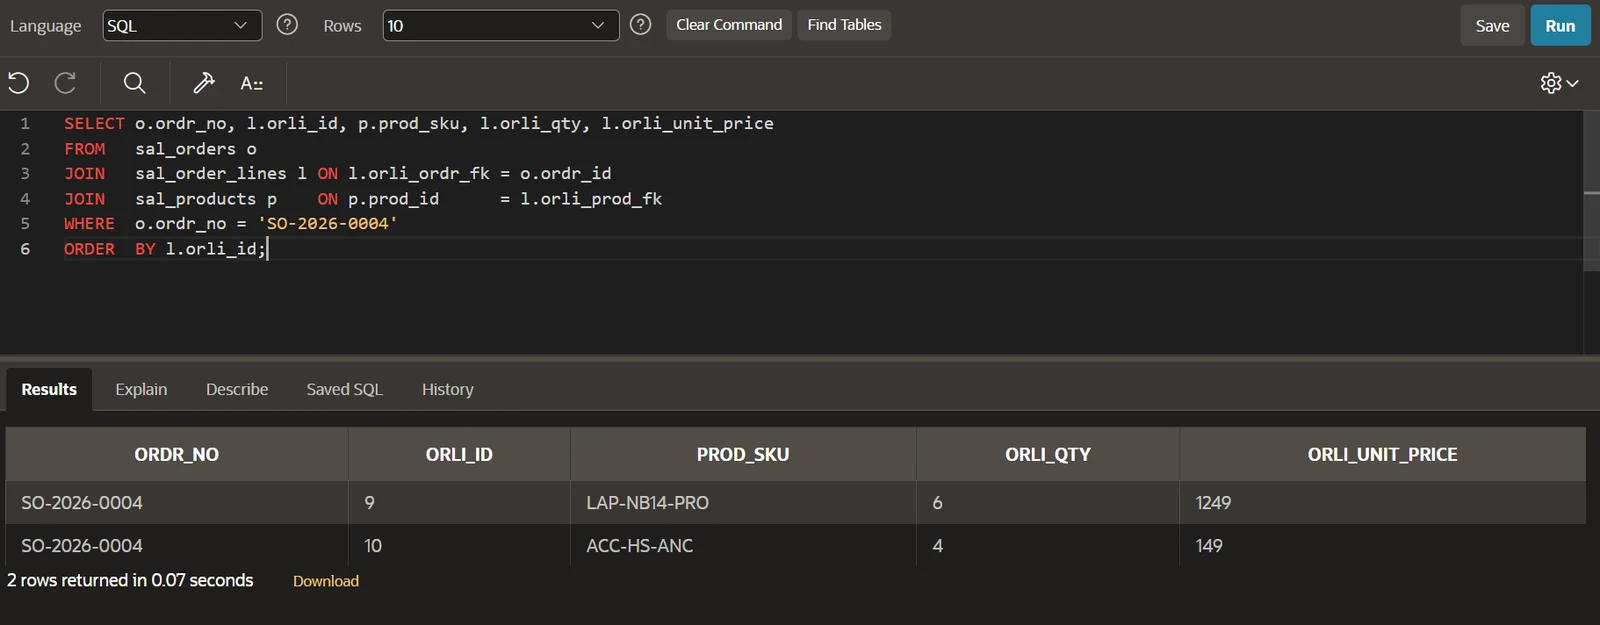 Language SQL Rows 10 Clear Command Find Tables Save Run
A::
1 SELECT o.ordr_no, l.orli_id, p.prod_sku, l.orli_qty, l.orli_unit_price
2 FROM sal_orders o
3 JOIN sal_order_lines l ON l.orli_ordr_fk = o.ordr_id
4 JOIN sal_products p ON p.prod_id = l.orli_prod_fk
5 WHERE o.ordr_no = 'SO-2026-0004'
6 ORDER BY l.orli_id;
Results Explain Describe Saved SQL History
ORDR_NO ORLI_ID PROD_SKU ORLI_QTY ORLI_UNIT_PRICE
SO-2026-0004 9 LAP-NB14-PRO 6 1249
SO-2026-0004 10 ACC-HS-ANC 4 149
2 rows returned in 0.07 seconds Download